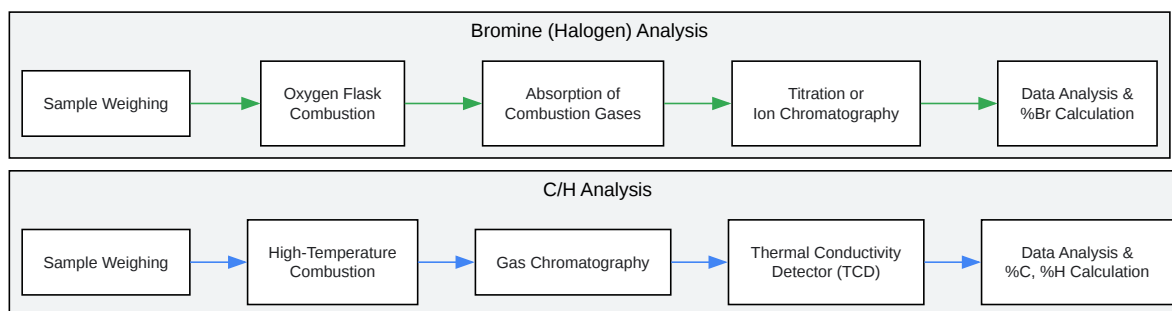 Bromine (Halogen) Analysis
Sample Weighing
Oxygen Flask
Combustion
Absorption of
Combustion Gases
Titration or
Ion Chromatography
Data Analysis &
%Br Calculation
C/H Analysis
Sample Weighing
High-Temperature
Combustion
Gas Chromatography
Thermal Conductivity
Detector (TCD)
Data Analysis &
%C, %H Calculation